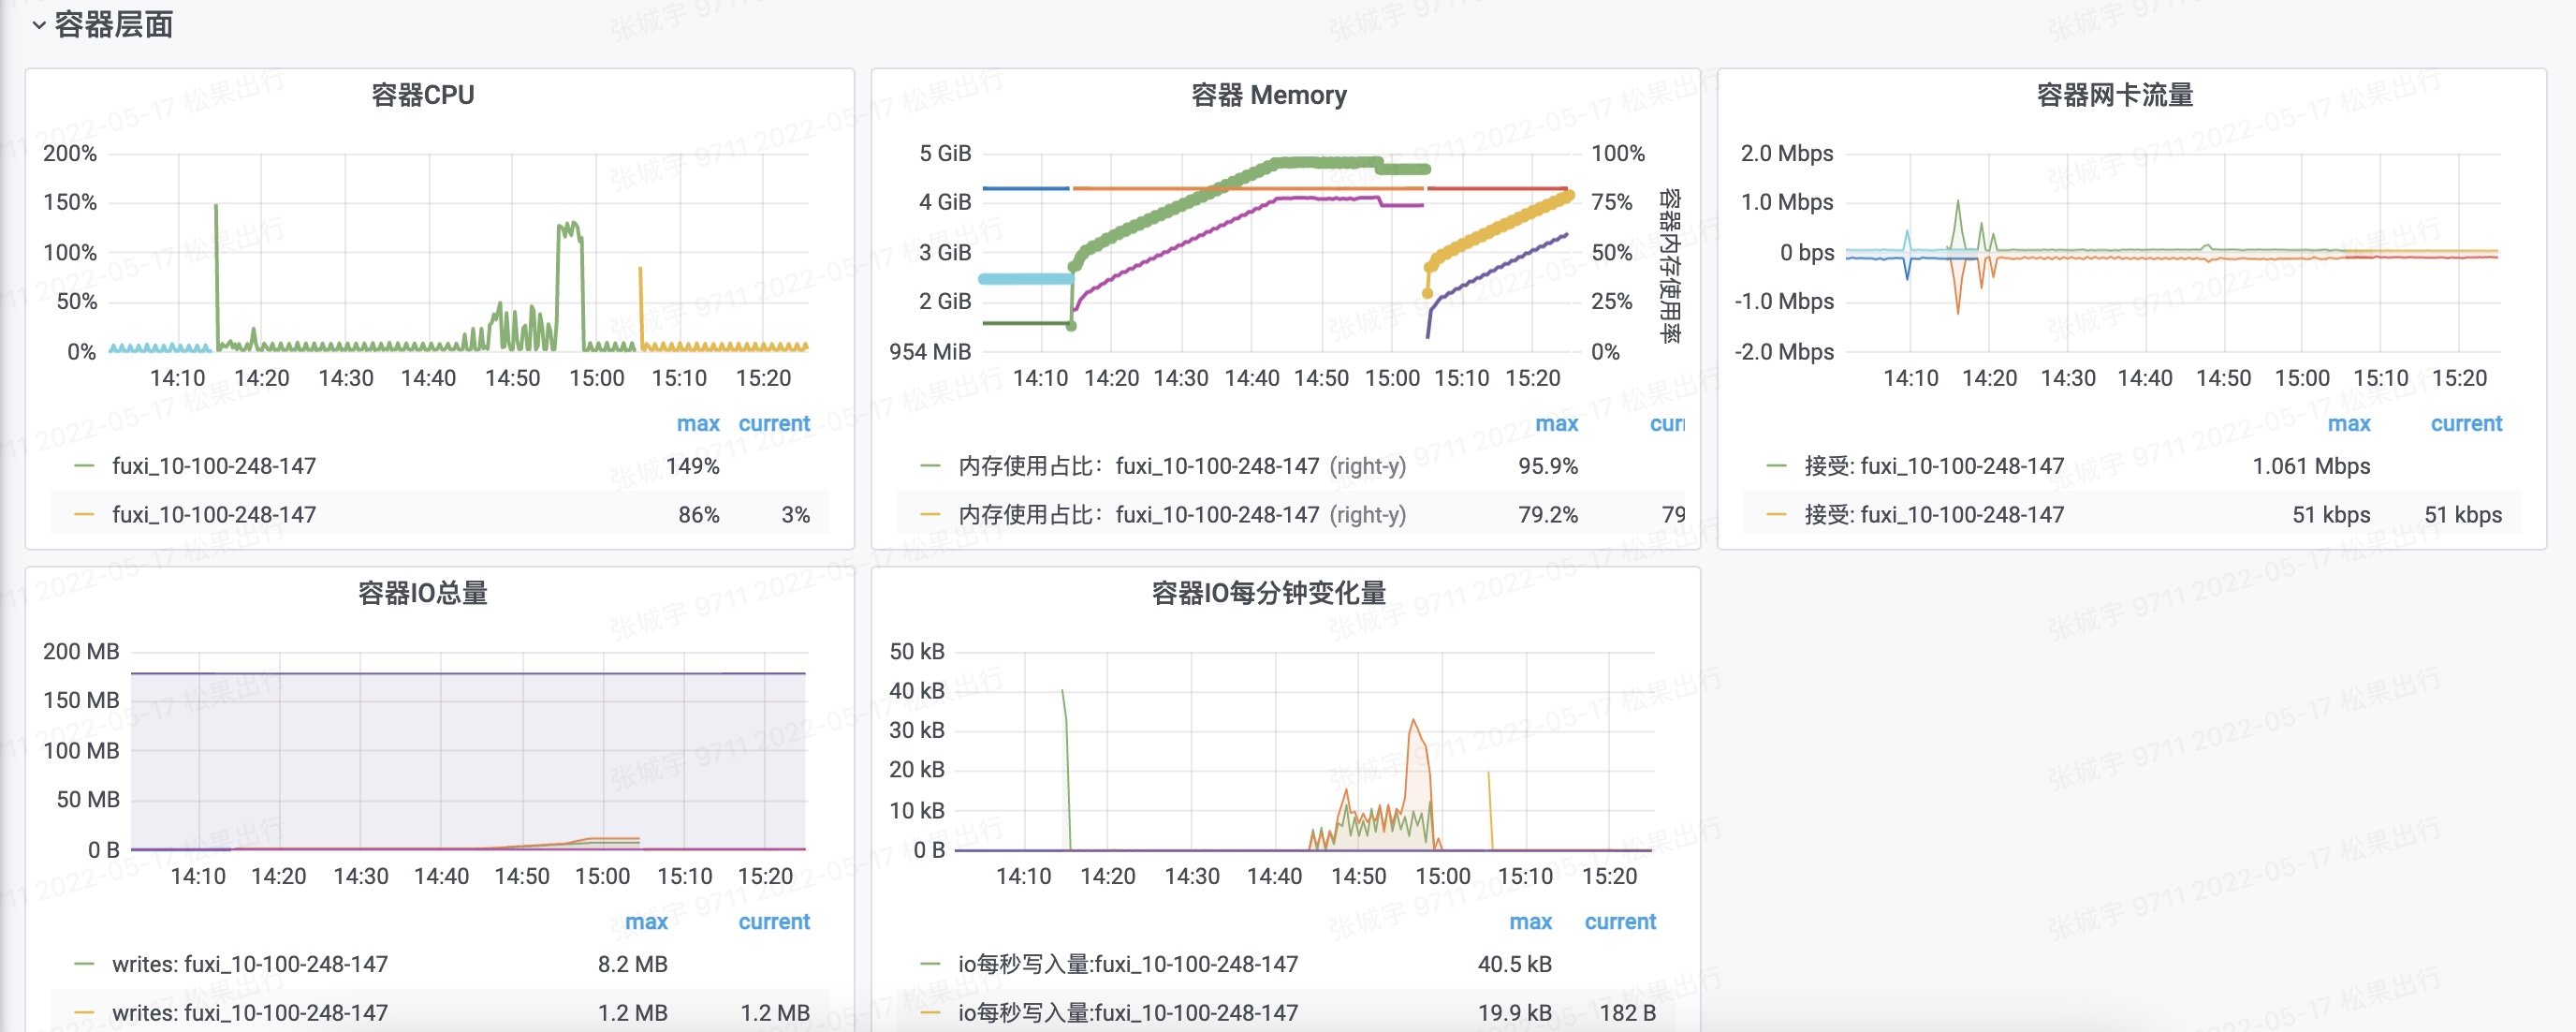 容器层面
容器CPU
200%
150%
100%
50%
0%
14:10 14:20 14:30 14:40 14:50 15:00 15:10 15:20
max current
fuxi_10-100-248-147 149%
fuxi_10-100-248-147 86% 3%
容器 Memory
5 GiB
4 GiB
3 GiB
2 GiB
954 MiB
100%
75%
50%
25%
0%
容器内存使用率
14:10 14:20 14:30 14:40 14:50 15:00 15:10 15:20
max curr
内存使用占比：fuxi_10-100-248-147 (right-y) 95.9%
内存使用占比：fuxi_10-100-248-147 (right-y) 79.2% 79
容器网卡流量
2.0 Mbps
1.0 Mbps
0 bps
-1.0 Mbps
-2.0 Mbps
14:10 14:20 14:30 14:40 14:50 15:00 15:10 15:20
max current
接受: fuxi_10-100-248-147 1.061 Mbps
接受: fuxi_10-100-248-147 51 kbps 51 kbps
容器IO总量
200 MB
150 MB
100 MB
50 MB
0 B
14:10 14:20 14:30 14:40 14:50 15:00 15:10 15:20
max current
writes: fuxi_10-100-248-147 8.2 MB
writes: fuxi_10-100-248-147 1.2 MB 1.2 MB
容器IO每分钟变化量
50 kB
40 kB
30 kB
20 kB
10 kB
0 B
14:10 14:20 14:30 14:40 14:50 15:00 15:10 15:20
max current
io每秒写入量:fuxi_10-100-248-147 40.5 kB
io每秒写入量:fuxi_10-100-248-147 19.9 kB 182 B
张城宇 9711 2022-05-17 松果出行